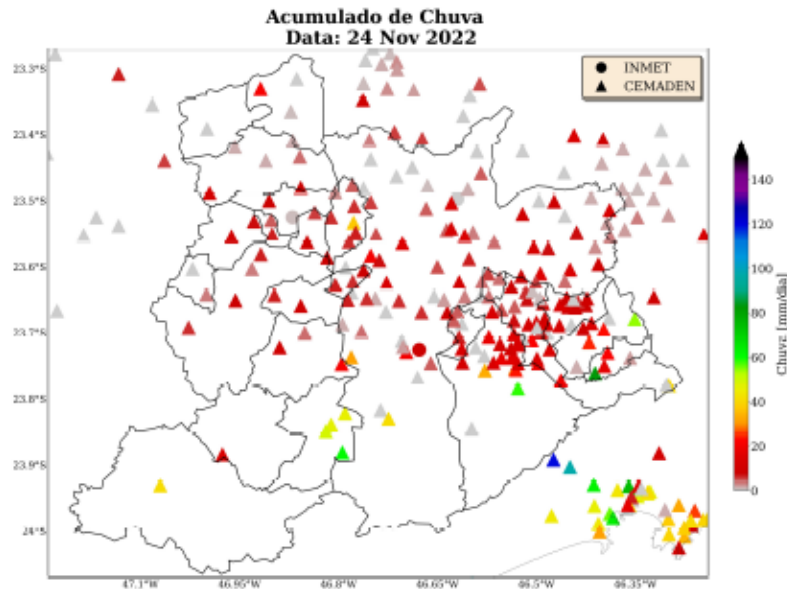 Acumulado de Chuva
Data: 24 Nov 2022
INMET
CEMADEN
23.3°S
23.4°S
23.5°S
23.6°S
23.7°S
23.8°S
23.9°S
24°S
47.1°W
46.95°W
46.8°W
46.65°W
46.5°W
46.35°W
140
120
100
80
60
40
20
0
Chuva [mm/dia]